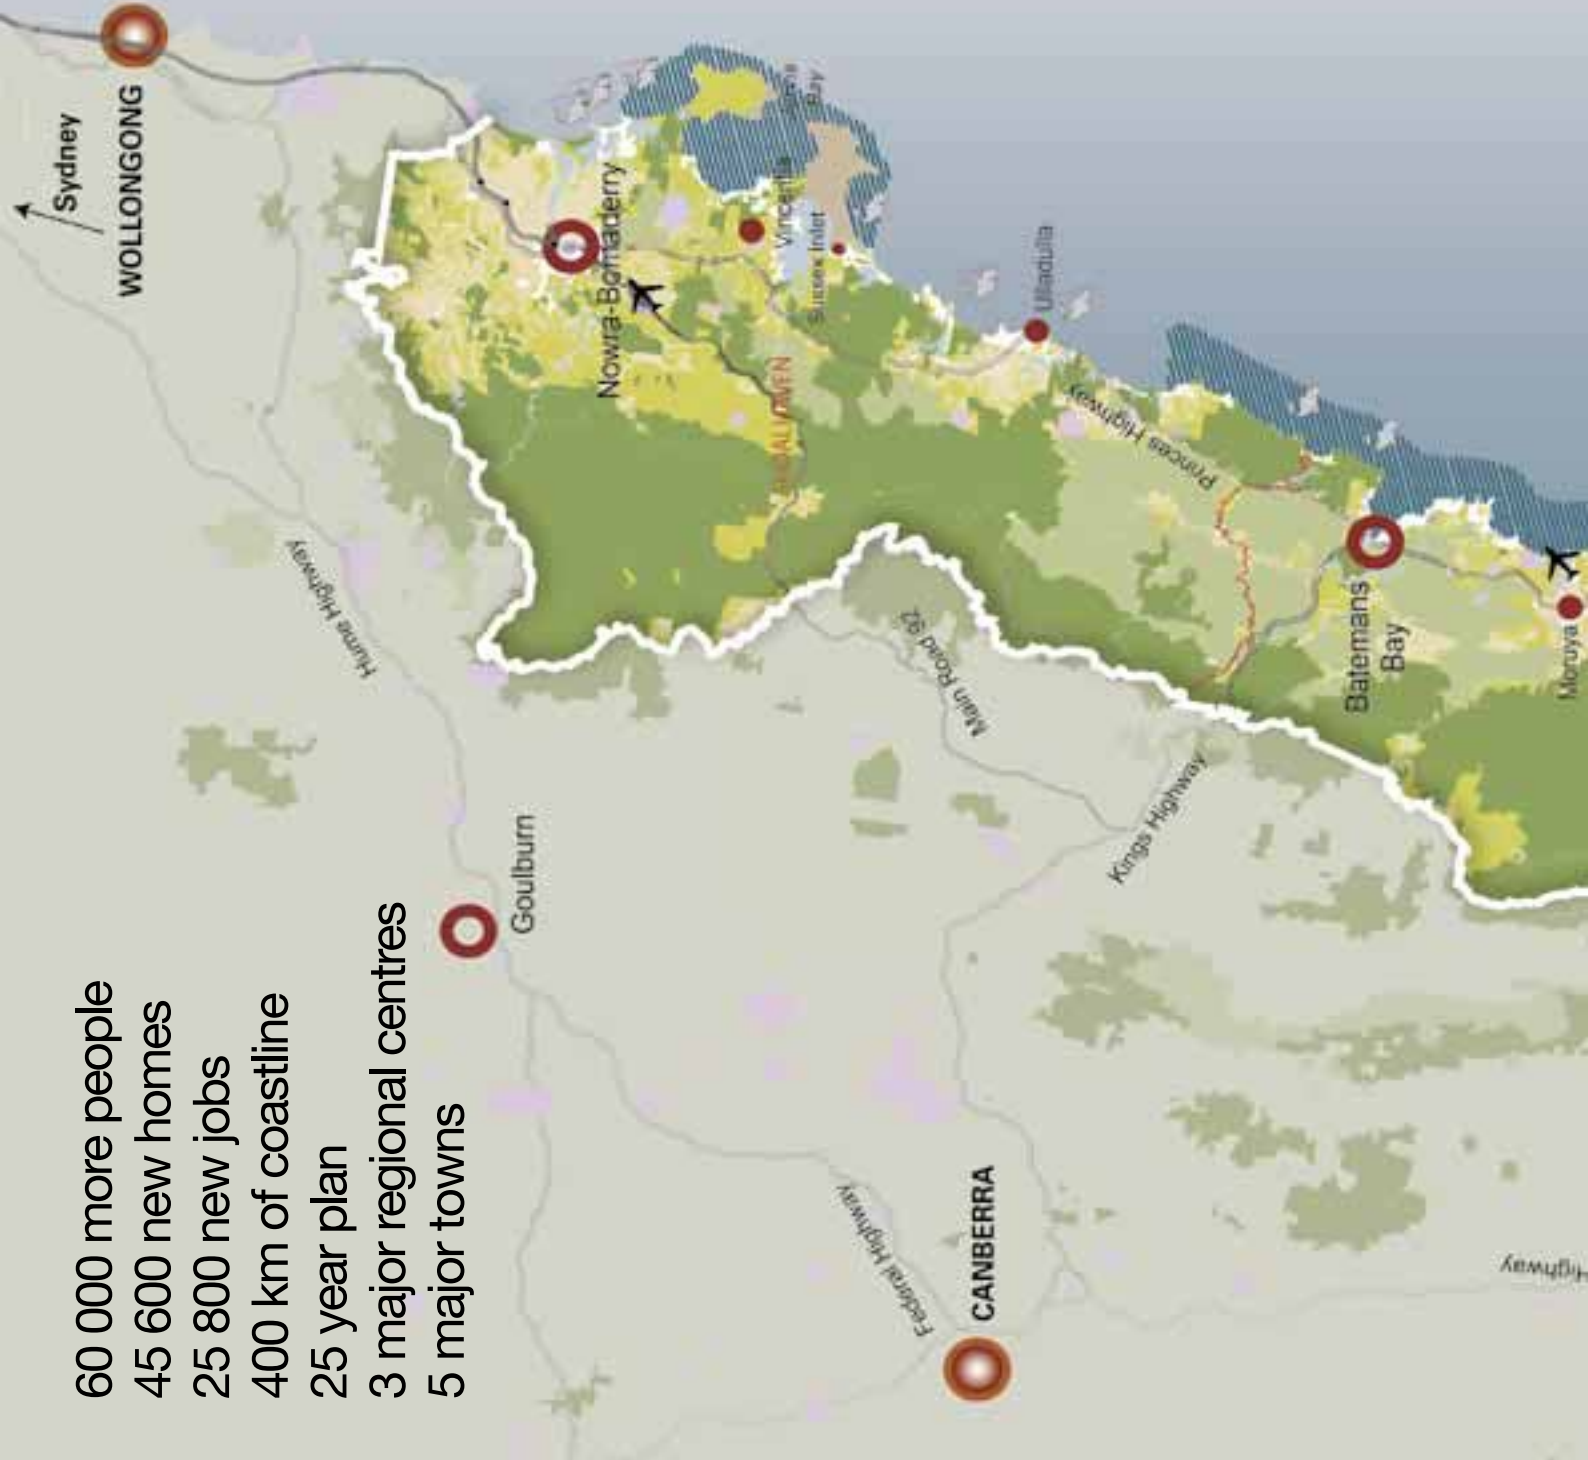 60 000 more people
45 600 new homes
25 800 new jobs
400 km of coastline
25 year plan
3 major regional centres
5 major towns
Sydney
WOLLONGONG
Nowra-Bomaderry
Bay
Vincentia
Sussex Inlet
Ulladulla
Hume Highway
Princes Highway
Main Road 92
Goulburn
Kings Highway
Batemans
Bay
Moruya
Federal Highway
CANBERRA
Highway